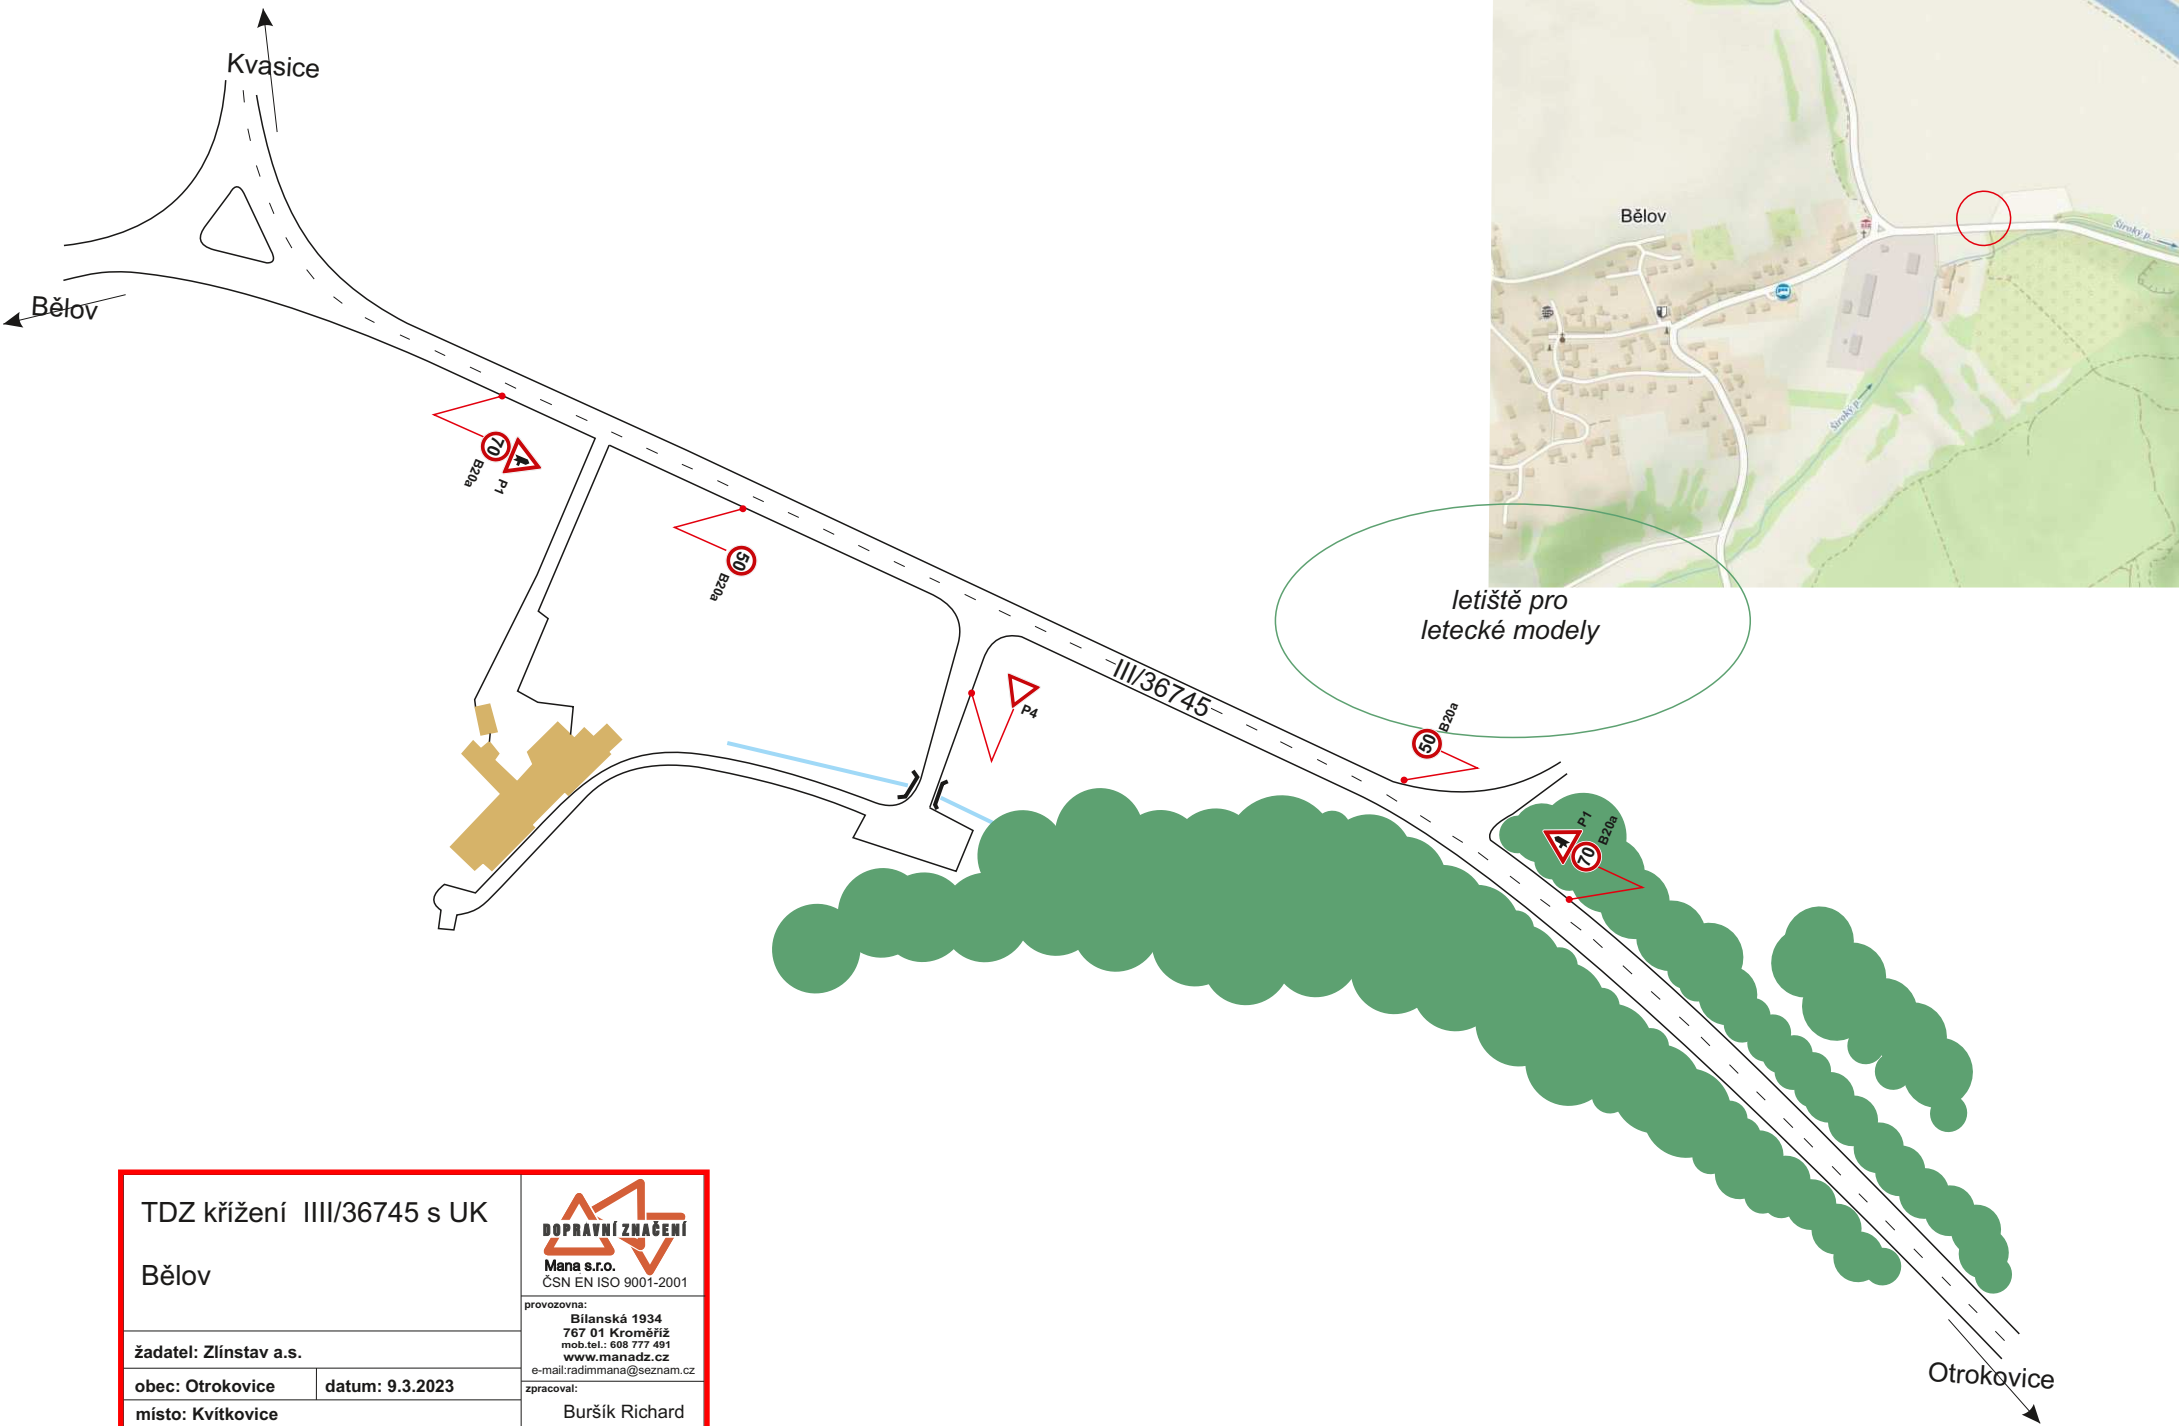 Kvasice
Bělov
70
B20a
P1
50
B20a
P4
III/36745
letiště pro
letecké modely
50
B20a
P1
70
B20a
Otrokovice
Bělov
Široký p.
Široký p.
TDZ křížení IIII/36745 s UK
Bělov
žadatel: Zlínstav a.s.
obec: Otrokovice
datum: 9.3.2023
místo: Kvítkovice
DOPRAVNÍ ZNAČENÍ
Mana s.r.o.
ČSN EN ISO 9001-2001
provozovna:
Bílanská 1934
767 01 Kroměříž
mob.tel.: 608 777 491
www.manadz.cz
e-mail:radimmana@seznam.cz
zpracoval:
Buršík Richard